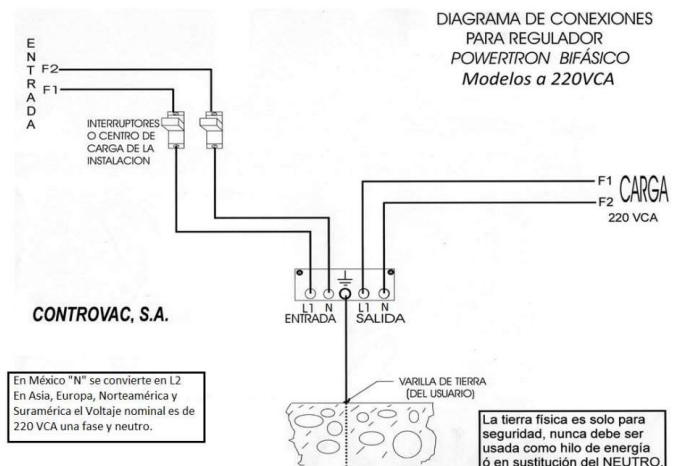 DIAGRAMA DE CONEXIONES
PARA REGULADOR
POWERTRON BIFÁSICO
Modelos a 220VCA
ENTRADA
F2
F1
INTERRUPTORES
O CENTRO DE
CARGA DE LA
INSTALACION
F1
F2
CARGA
220 VCA
L1 N
ENTRADA
L1 N
SALIDA
CONTROVAC, S.A.
En México "N" se convierte en L2
En Asia, Europa, Norteamérica y
Suramérica el Voltaje nominal es de
220 VCA una fase y neutro.
VARILLA DE TIERRA
(DEL USUARIO)
La tierra física es solo para
seguridad, nunca debe ser
usada como hilo de energía
ó en sustitución del NEUTRO.